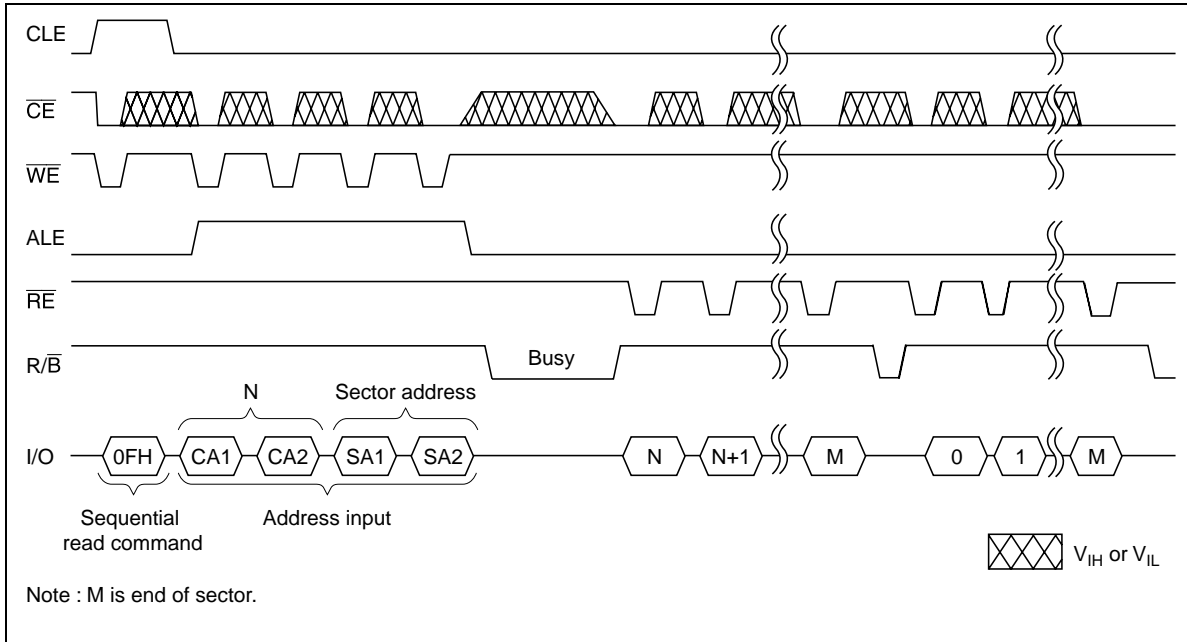 CLE
CE
WE
ALE
RE
R/B
Busy
N
Sector address
I/O
0FH
CA1
CA2
SA1
SA2
N
N+1
M
0
1
M
Sequential
read command
Address input
VIH or VIL
Note : M is end of sector.